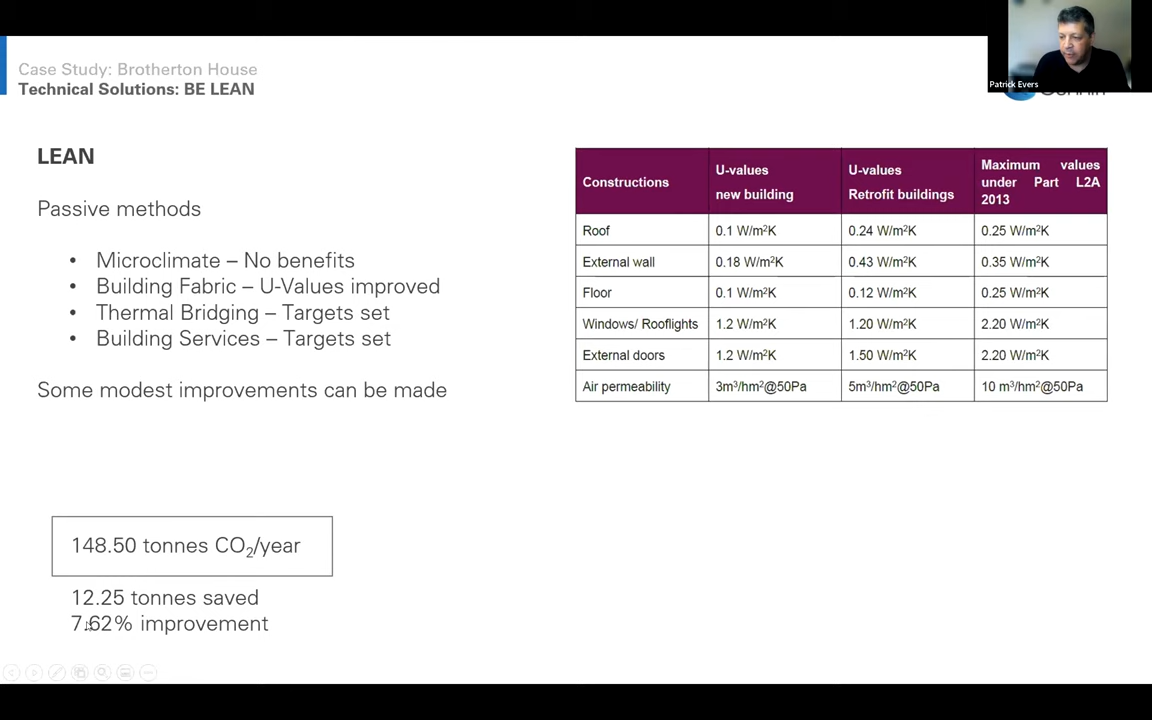 Case Study: Brotherton House
Technical Solutions: BE LEAN
Patrick Evers
LEAN
Passive methods
• Microclimate – No benefits
• Building Fabric – U-Values improved
• Thermal Bridging – Targets set
• Building Services – Targets set
Some modest improvements can be made
148.50 tonnes CO₂/year
12.25 tonnes saved
7.62% improvement
Constructions | U-values new building | U-values Retrofit buildings | Maximum values under Part L2A 2013
Roof | 0.1 W/m²K | 0.24 W/m²K | 0.25 W/m²K
External wall | 0.18 W/m²K | 0.43 W/m²K | 0.35 W/m²K
Floor | 0.1 W/m²K | 0.12 W/m²K | 0.25 W/m²K
Windows/ Rooflights | 1.2 W/m²K | 1.20 W/m²K | 2.20 W/m²K
External doors | 1.2 W/m²K | 1.50 W/m²K | 2.20 W/m²K
Air permeability | 3m³/hm²@50Pa | 5m³/hm²@50Pa | 10 m³/hm²@50Pa